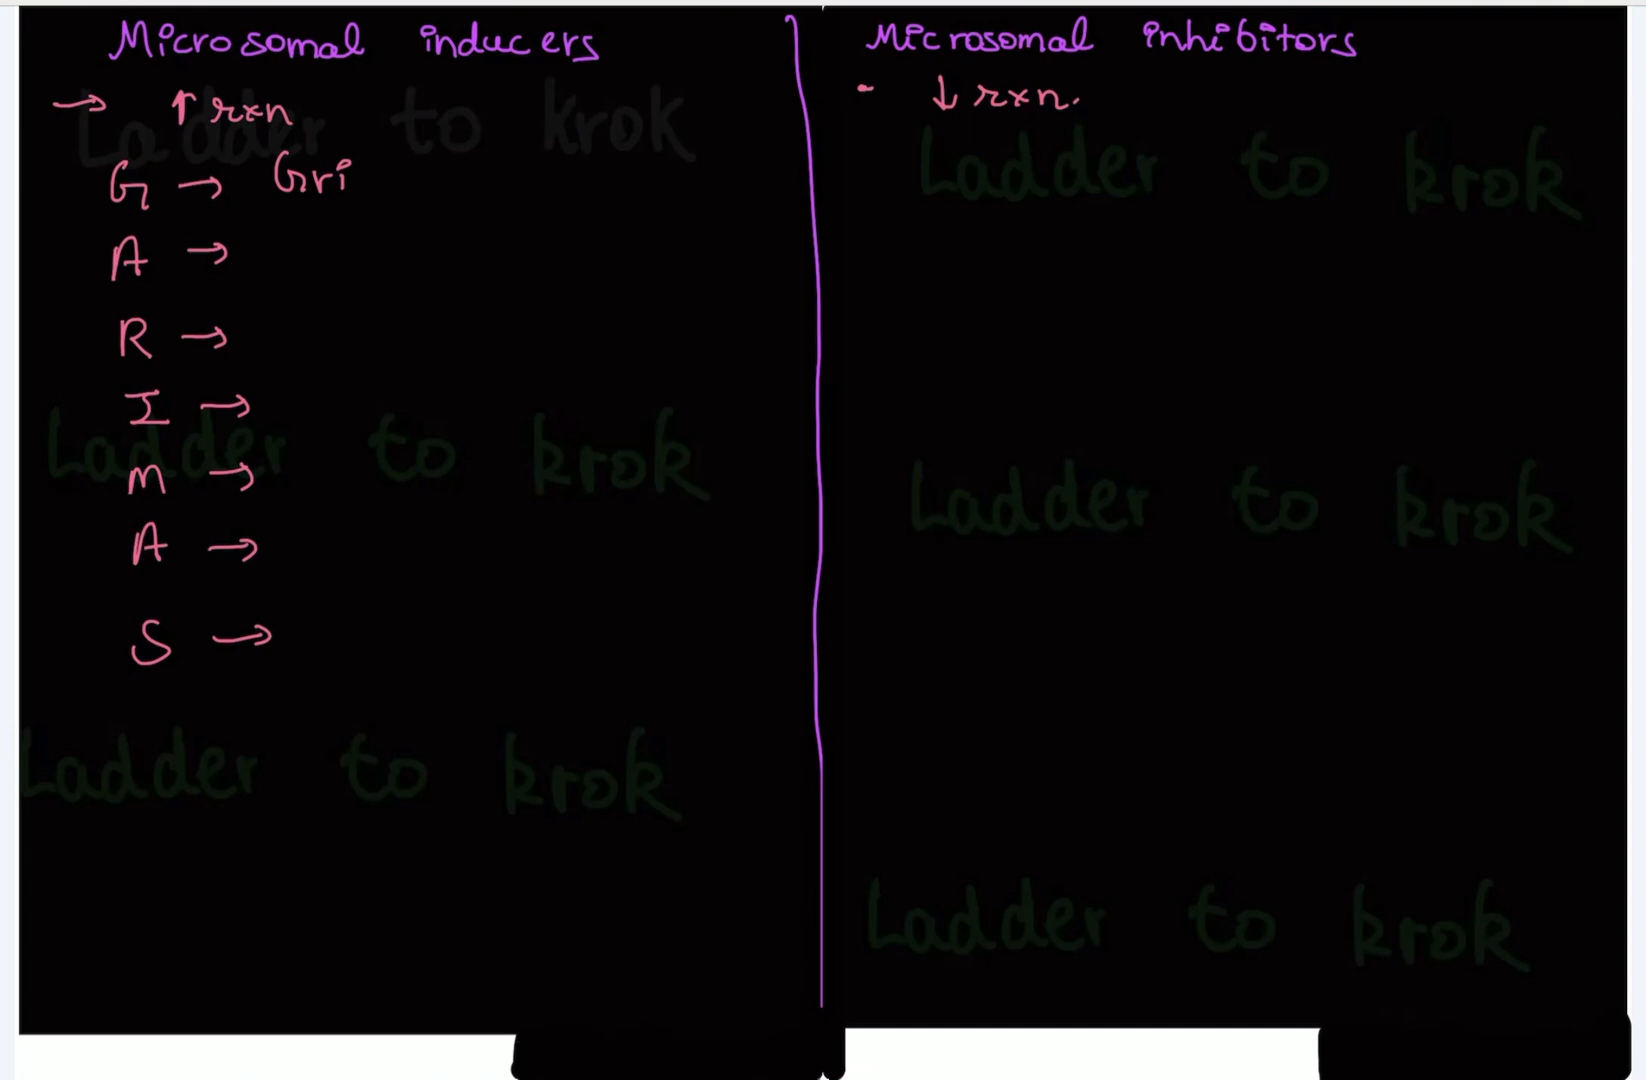 Microsomal inducers
→ ↑ rxn
G → Gri
A →
R →
I →
M →
A →
S →
Microsomal inhibitors
- ↓ rxn.
Ladder to krok
Ladder to krok
Ladder to krok
Ladder to krok
Ladder to krok
Ladder to krok